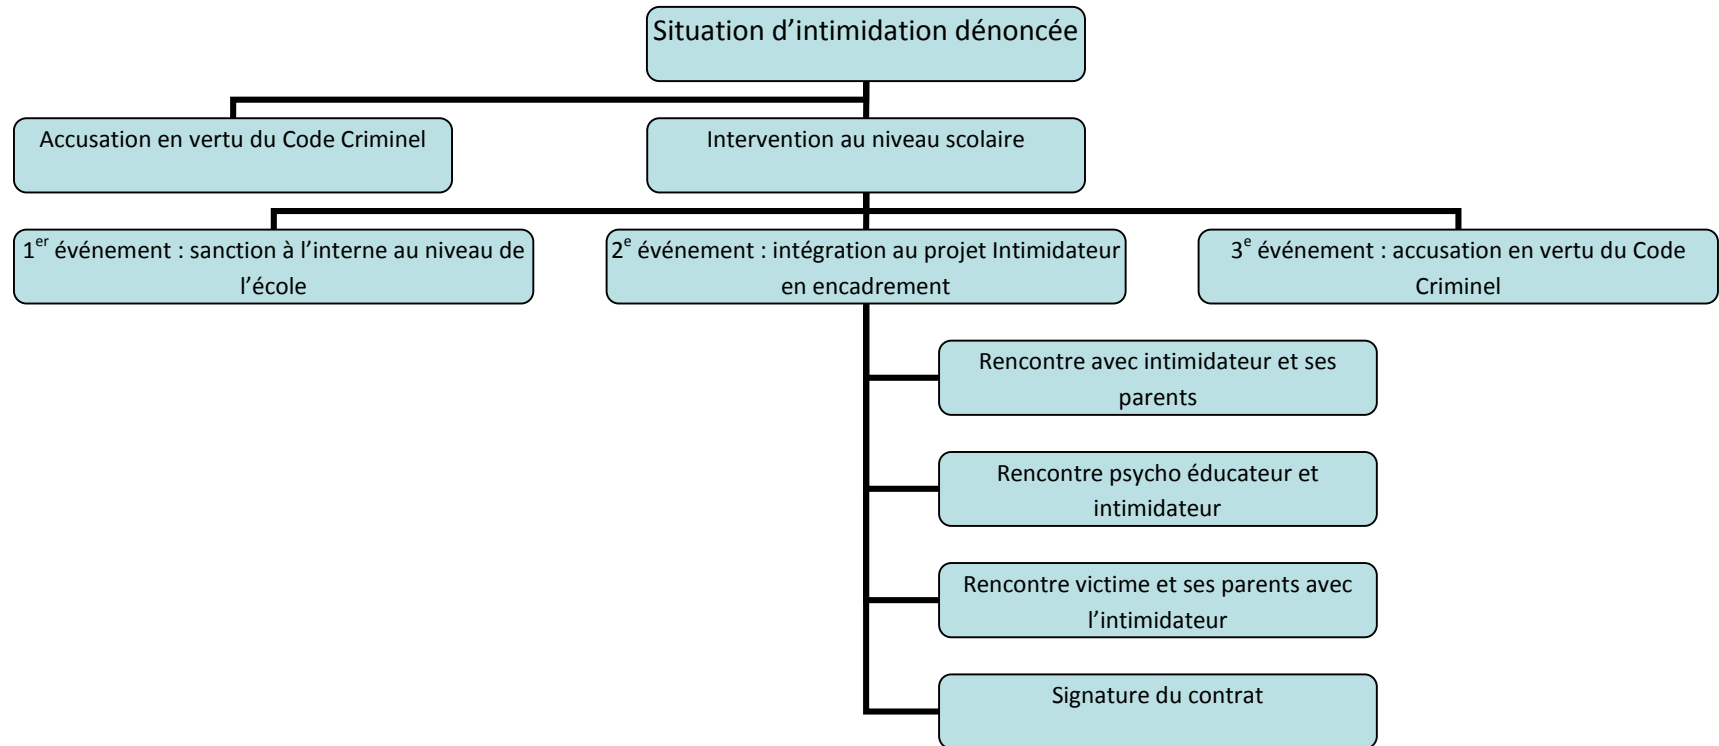 Situation d’intimidation dénoncée
Accusation en vertu du Code Criminel
Intervention au niveau scolaire
1er événement : sanction à l’interne au niveau de
l’école
2e événement : intégration au projet Intimidateur
en encadrement
3e événement : accusation en vertu du Code
Criminel
Rencontre avec intimidateur et ses
parents
Rencontre psycho éducateur et
intimidateur
Rencontre victime et ses parents avec
l’intimidateur
Signature du contrat